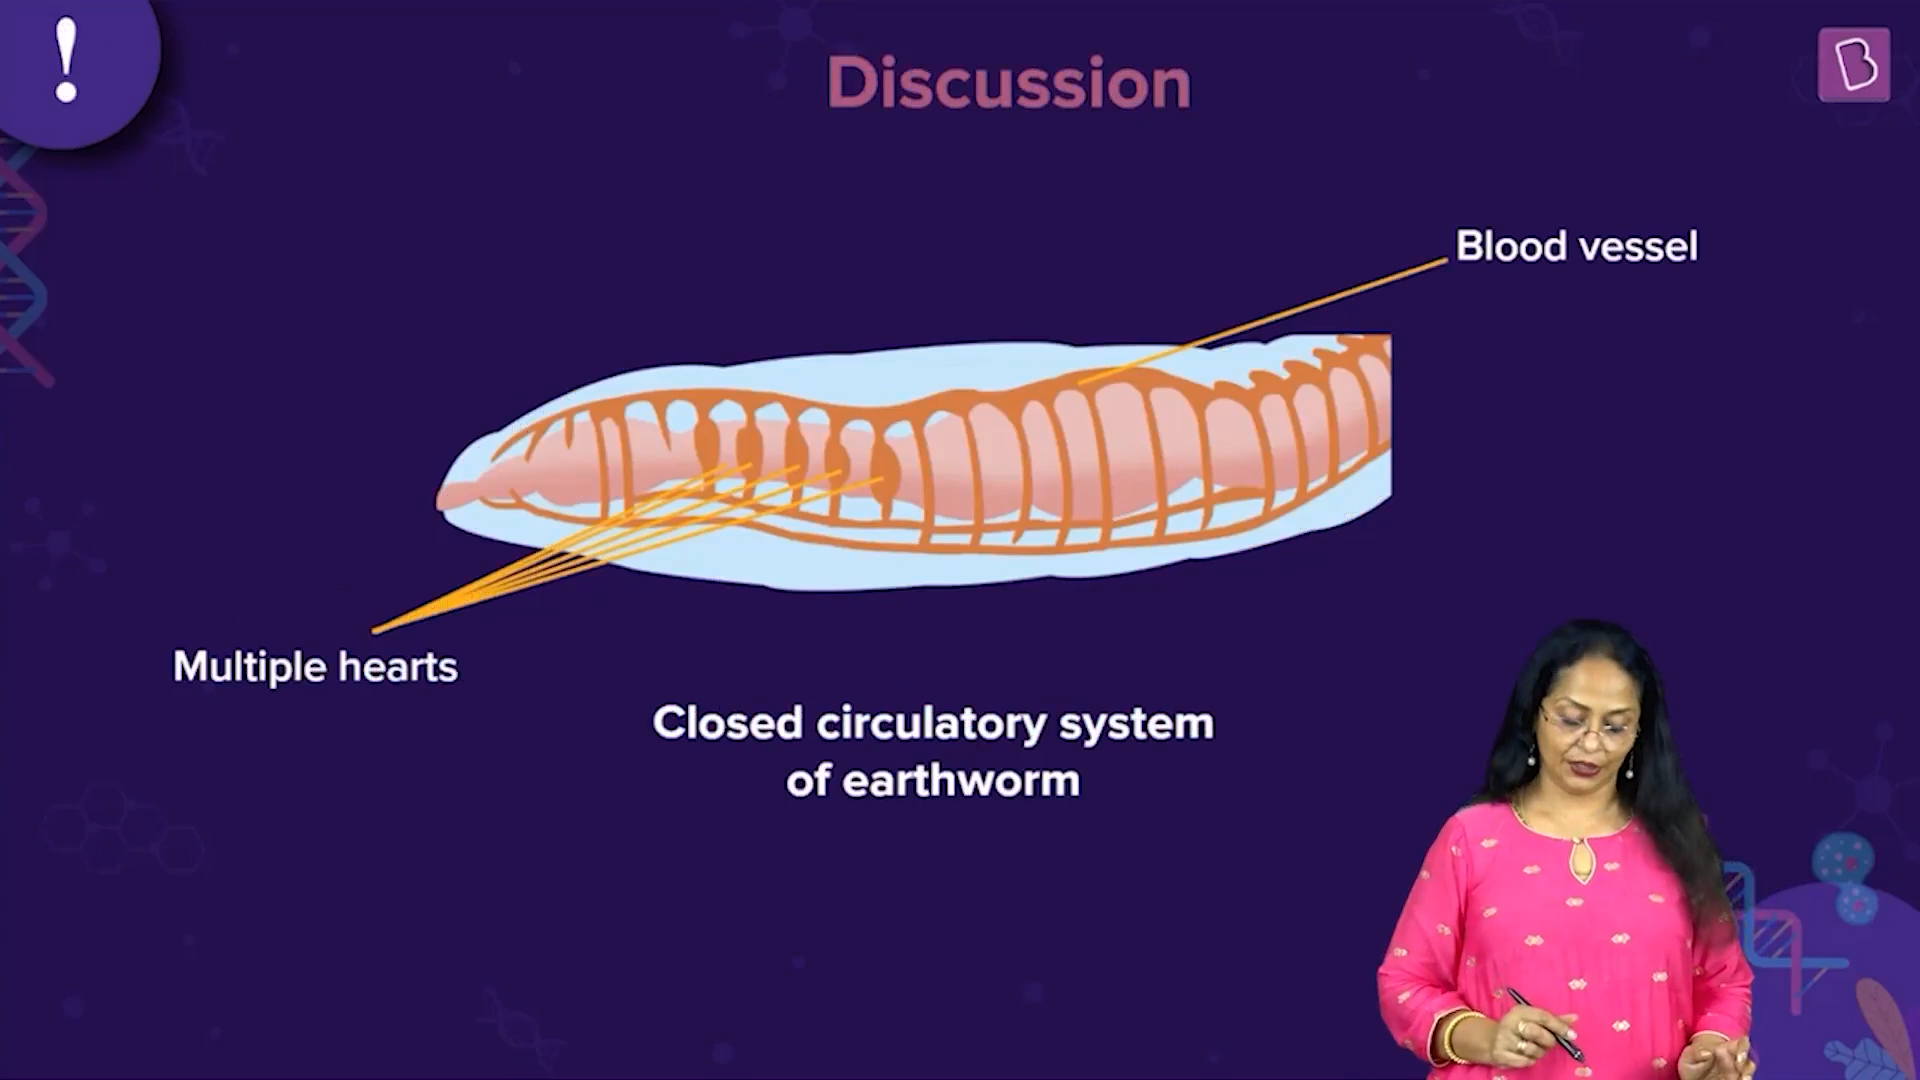 !
Discussion
B
Blood vessel
Multiple hearts
Closed circulatory system
of earthworm